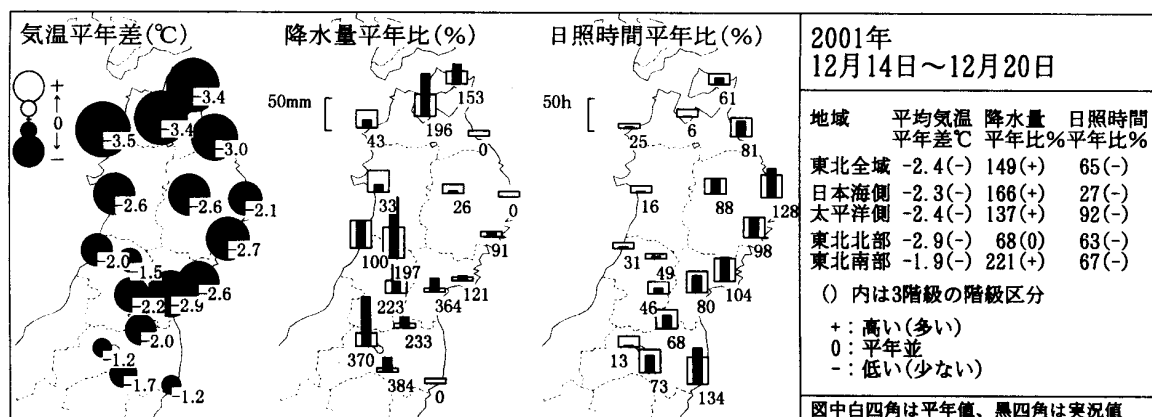 気温平年差(℃)
+
↑
0
↓
−
-3.4
-3.4
-3.5
-3.0
-2.6
-2.6
-2.1
-2.7
-2.0
-1.5
-2.6
-2.2
-2.9
-2.0
-1.2
-1.7
-1.2
降水量平年比(%)
50mm
153
196
43
0
33
26
0
91
100
197
121
223
364
233
370
384
0
日照時間平年比(%)
50h
61
6
25
81
16
88
128
98
31
49
104
46
80
68
13
73
134
2001年
12月14日～12月20日
地域 平均気温 降水量 日照時間
平年差℃ 平年比% 平年比%
東北全域 -2.4(-) 149(+) 65(-)
日本海側 -2.3(-) 166(+) 27(-)
太平洋側 -2.4(-) 137(+) 92(-)
東北北部 -2.9(-) 68(0) 63(-)
東北南部 -1.9(-) 221(+) 67(-)
() 内は3階級の階級区分
+：高い(多い)
0：平年並
-：低い(少ない)
図中白四角は平年値、黒四角は実況値